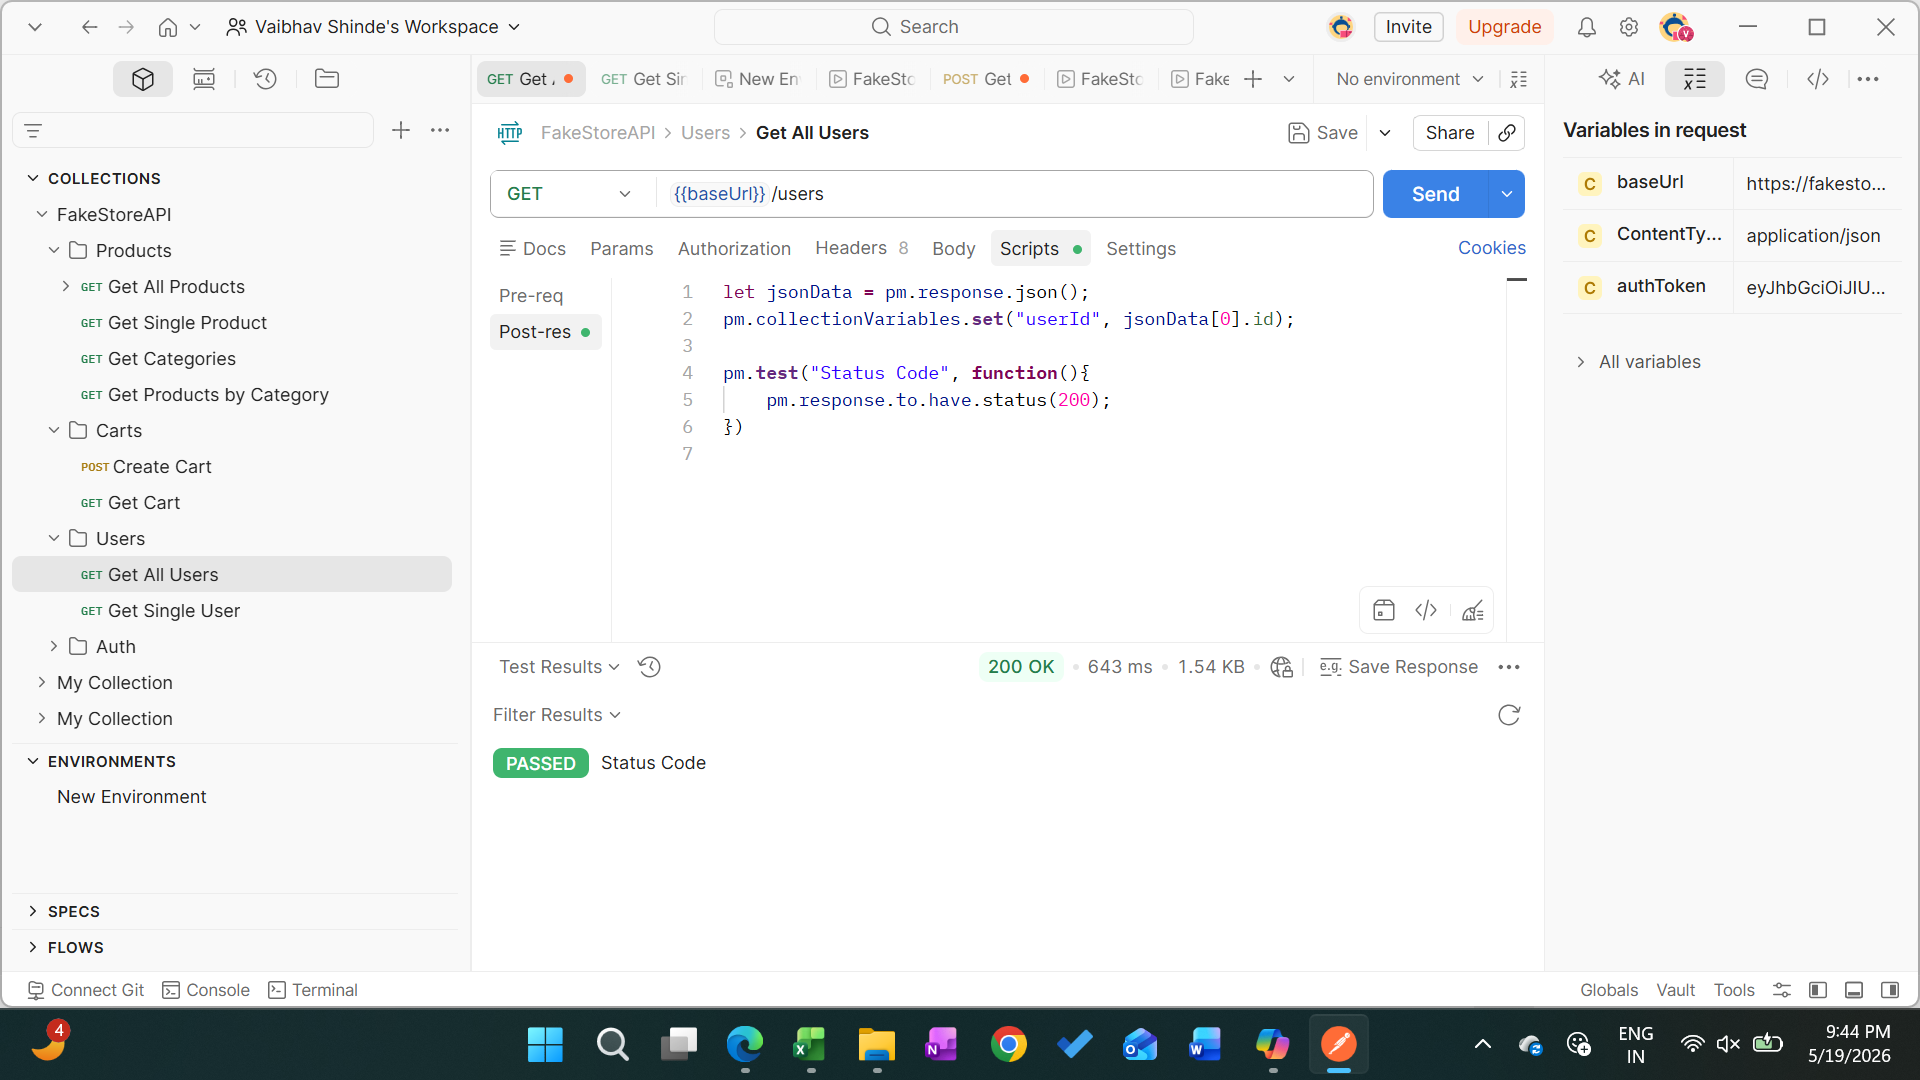 Vaibhav Shinde's Workspace
Search
Invite
Upgrade
V
GET Get
GET Get Sin
New En
FakeSto
POST Get
FakeSto
Fake
No environment
AI
COLLECTIONS
FakeStoreAPI
Products
GET Get All Products
GET Get Single Product
GET Get Categories
GET Get Products by Category
Carts
POST Create Cart
GET Get Cart
Users
GET Get All Users
GET Get Single User
Auth
My Collection
My Collection
ENVIRONMENTS
New Environment
SPECS
FLOWS
HTTP FakeStoreAPI > Users > Get All Users
Save
Share
GET
{{baseUrl}} /users
Send
Docs
Params
Authorization
Headers 8
Body
Scripts
Settings
Cookies
Pre-req
Post-res
1 let jsonData = pm.response.json();
2 pm.collectionVariables.set("userId", jsonData[0].id);
3
4 pm.test("Status Code", function(){
5 pm.response.to.have.status(200);
6 })
7
Test Results
200 OK
643 ms
1.54 KB
e.g. Save Response
Filter Results
PASSED Status Code
Variables in request
C baseUrl https://fakesto...
C ContentTy... application/json
C authToken eyJhbGciOiJIU...
All variables
Connect Git
Console
Terminal
Globals
Vault
Tools
4
ENG
IN
9:44 PM
5/19/2026